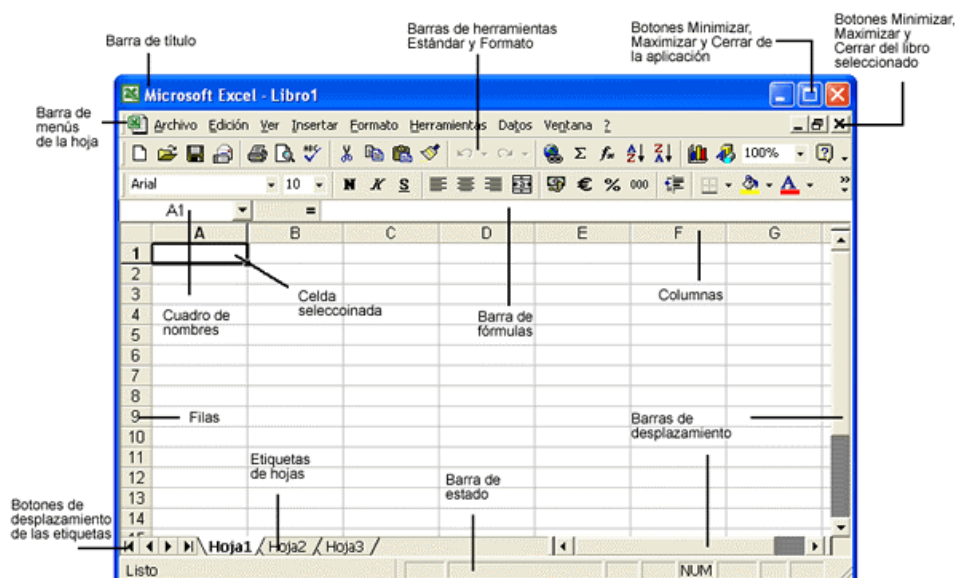 Barra de título
Barras de herramientas
Estándar y Formato
Botones Minimizar,
Maximizar y Cerrar de
la aplicación
Botones Minimizar,
Maximizar y
Cerrar del libro
seleccionado
Barra de
menús
de la hoja
Microsoft Excel - Libro1
Archivo Edición Ver Insertar Formato Herramientas Datos Ventana ?
100%
Arial 10 N K S € % 000
A1 =
A B C D E F G
1
2
3
4
5
6
7
8
9
10
11
12
13
14
15
Celda
seleccoinada
Columnas
Cuadro de
nombres
Barra de
fórmulas
Filas
Barras de
desplazamiento
Etiquetas
de hojas
Barra de
estado
Botones de
desplazamiento
de las etiquetas
Hoja1 Hoja2 Hoja3
Listo NUM